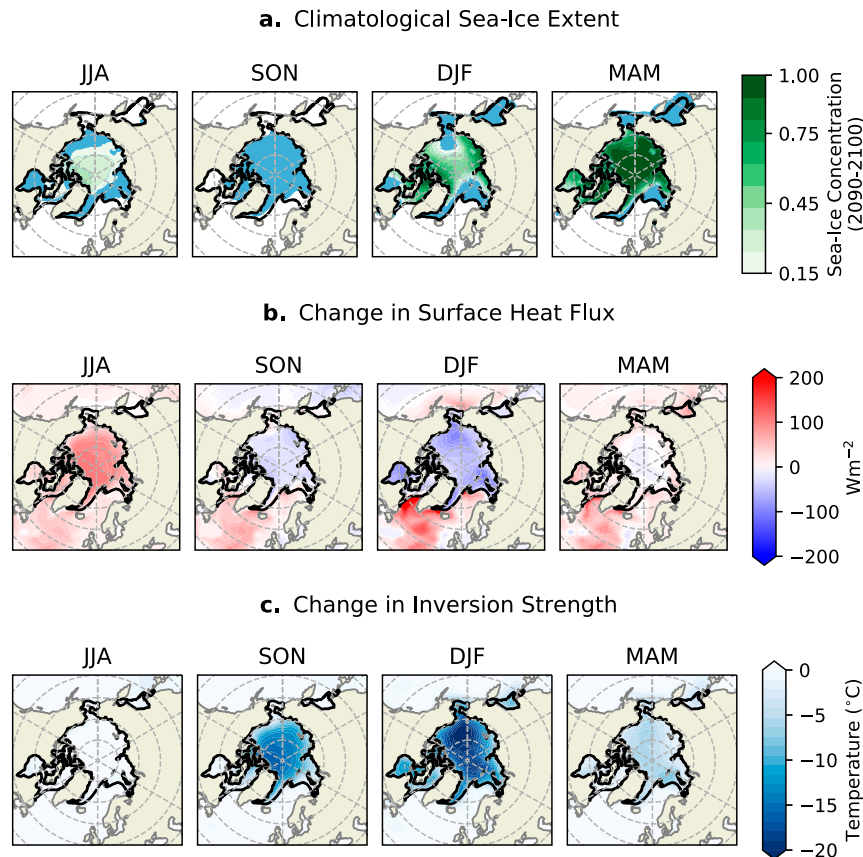 a. Climatological Sea-Ice Extent
JJA SON DJF MAM
1.00
0.75
0.45
0.15
Sea-Ice Concentration
(2090-2100)
b. Change in Surface Heat Flux
JJA SON DJF MAM
200
100
0
−100
−200
Wm⁻²
c. Change in Inversion Strength
JJA SON DJF MAM
0
−5
−10
−15
−20
Temperature (°C)